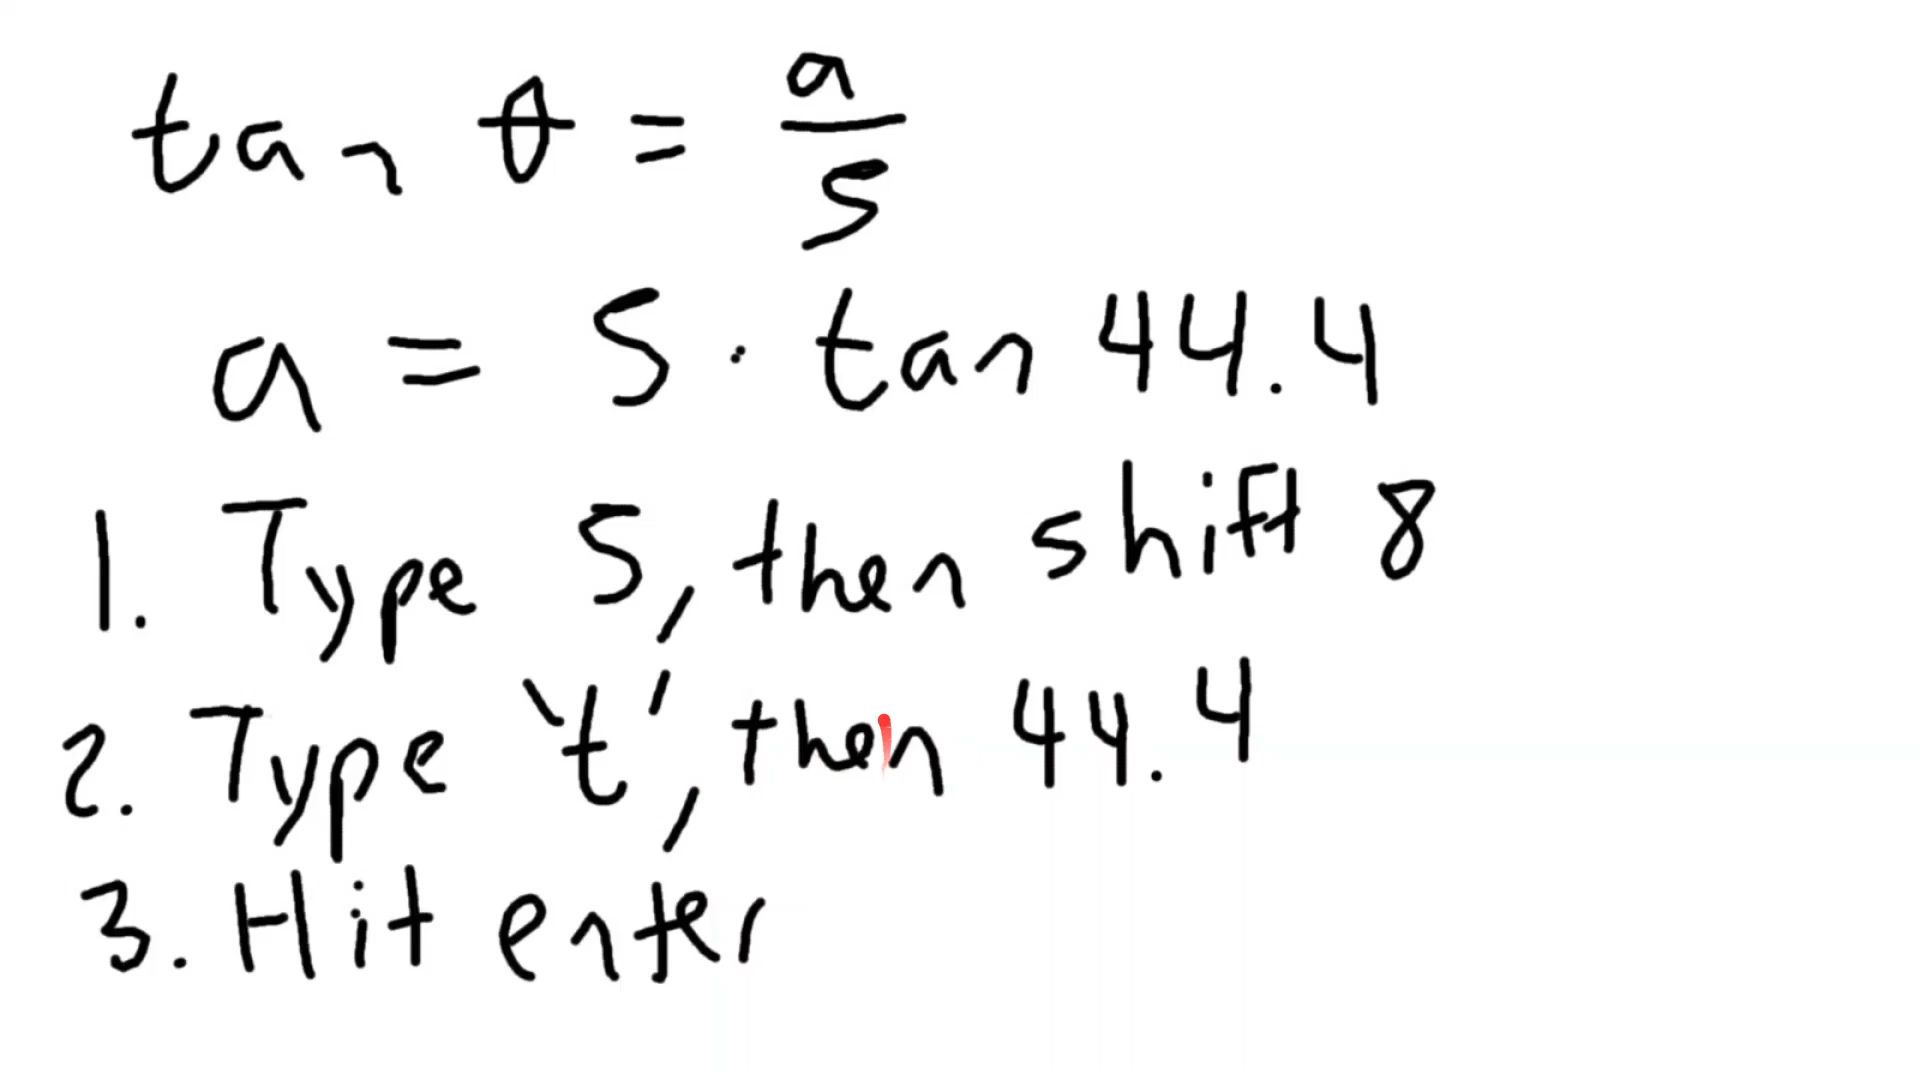 tan θ = a/5
a = 5 · tan 44.4
1. Type 5, then shift 8
2. Type 't', then 44.4
3. Hit enter